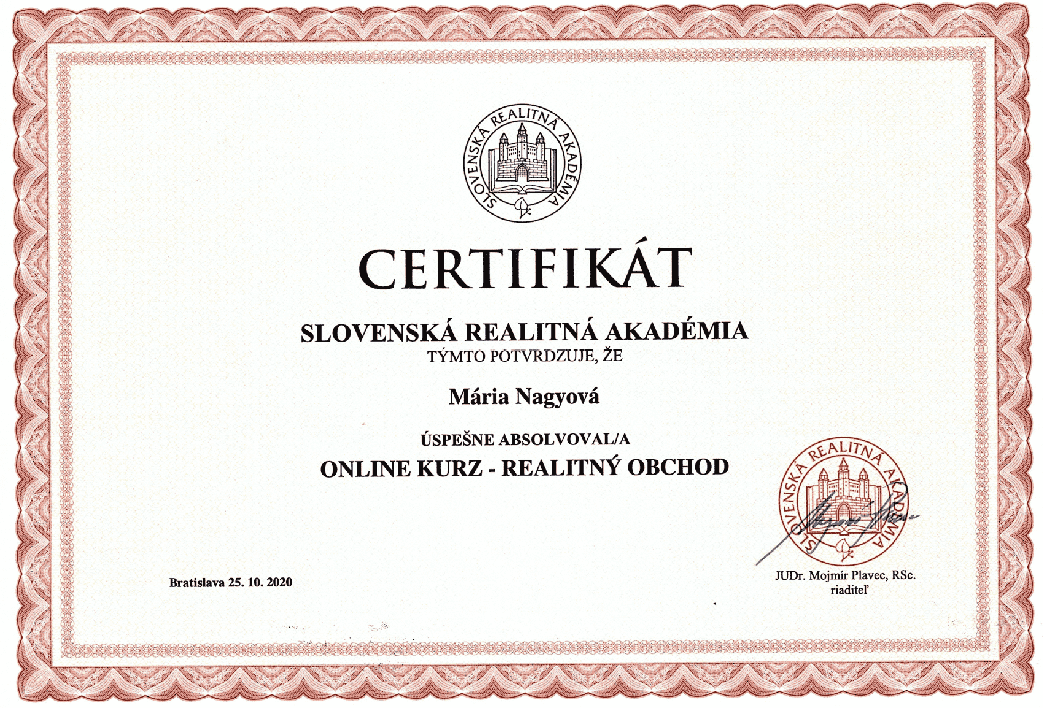 SLOVENSKÁ REALITNÁ AKADÉMIA
CERTIFIKÁT
SLOVENSKÁ REALITNÁ AKADÉMIA
TÝMTO POTVRDZUJE, ŽE
Mária Nagyová
ÚSPEŠNE ABSOLVOVAL/A
ONLINE KURZ - REALITNÝ OBCHOD
SLOVENSKÁ REALITNÁ AKADÉMIA
Bratislava 25. 10. 2020
JUDr. Mojmír Plavec, RSc.
riaditeľ